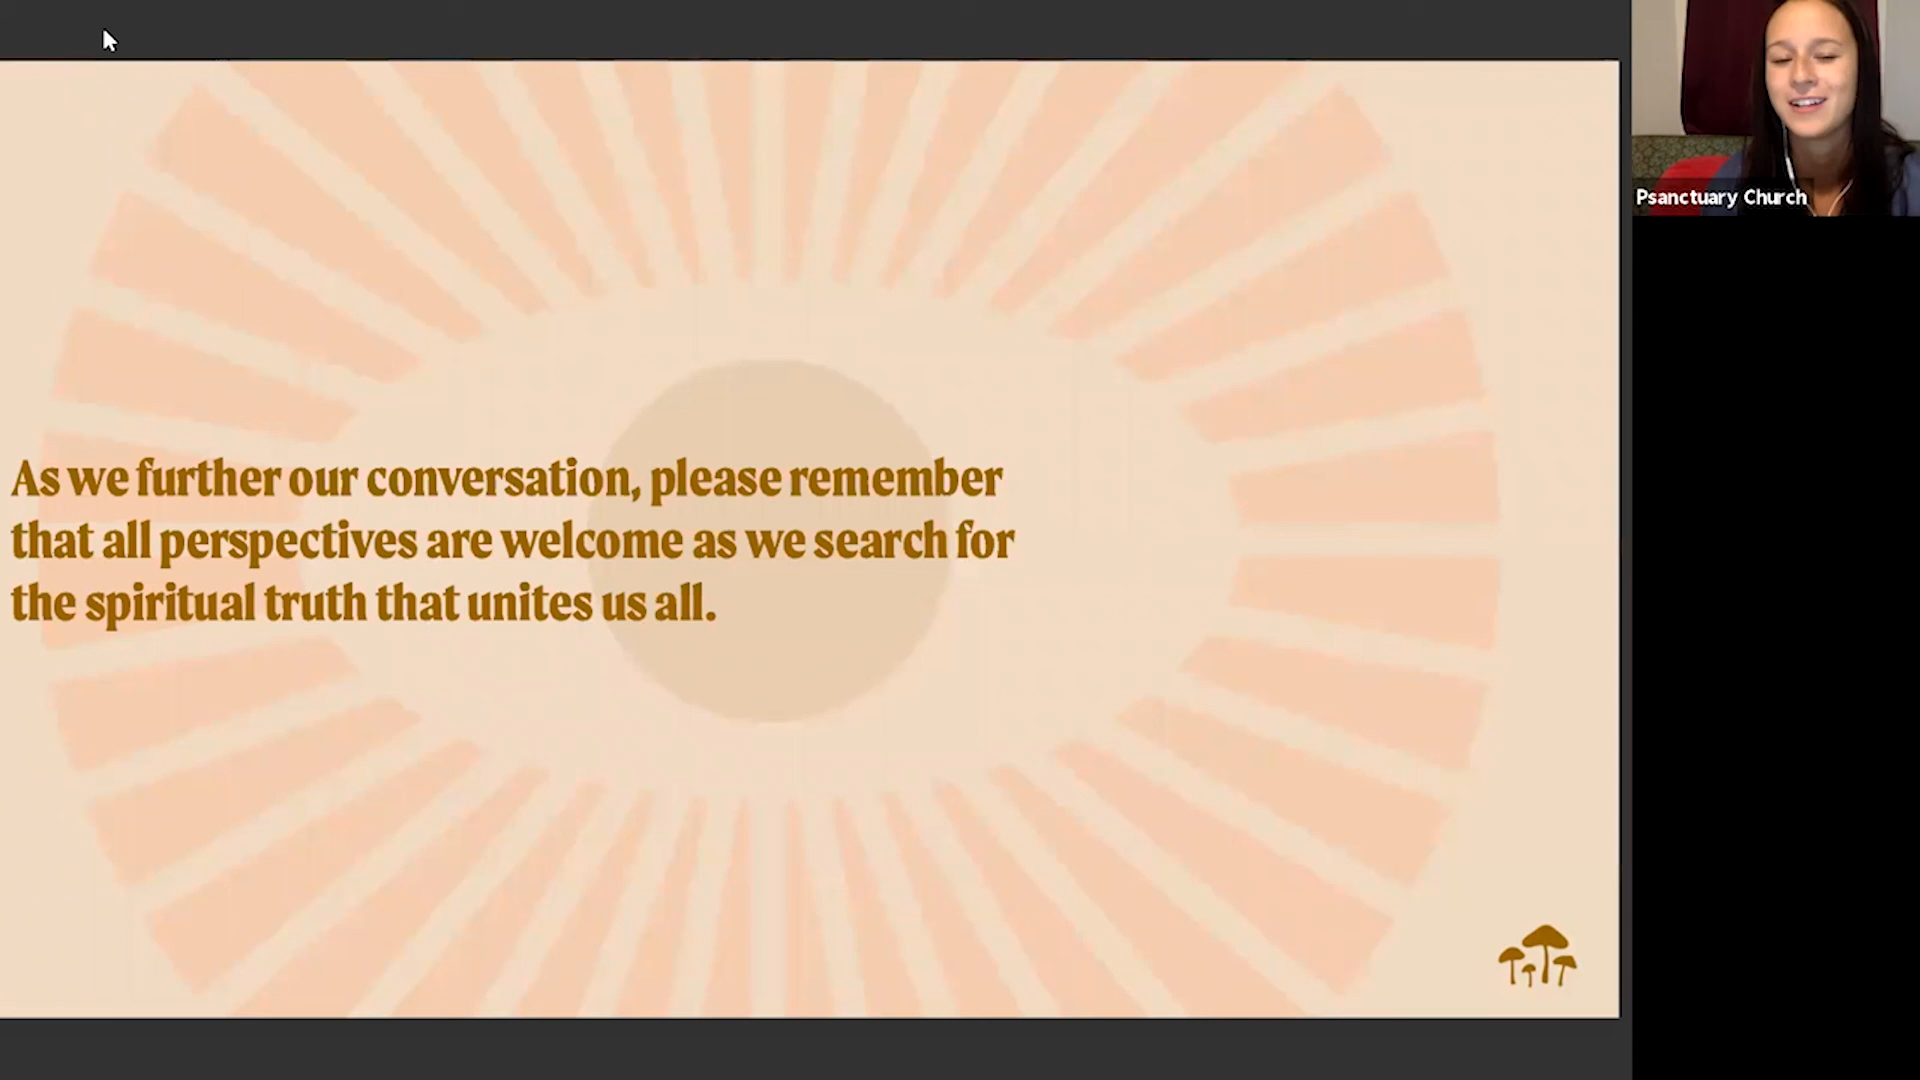 As we further our conversation, please remember
that all perspectives are welcome as we search for
the spiritual truth that unites us all.
Psanctuary Church